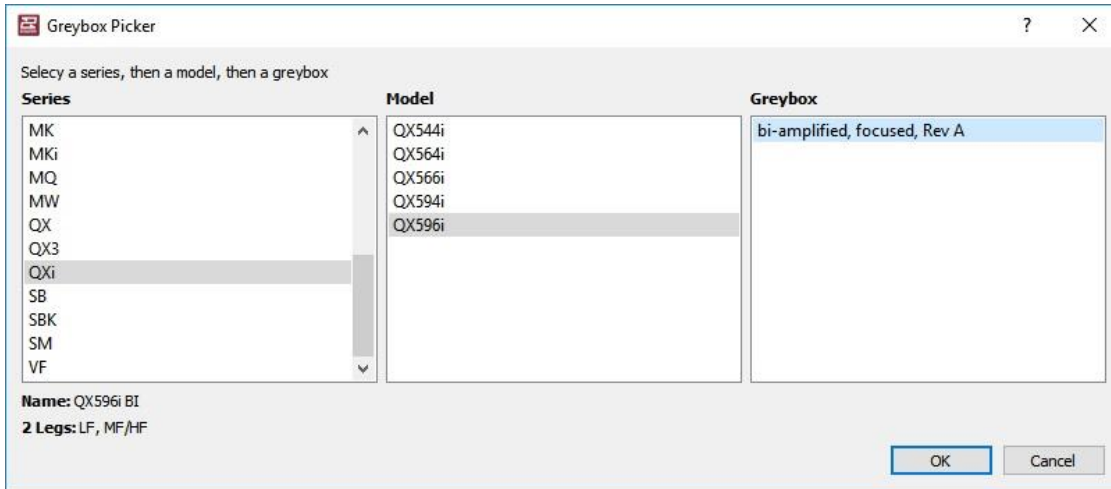 Greybox Picker
Selecy a series, then a model, then a greybox
Series
MK
MKi
MQ
MW
QX
QX3
QXi
SB
SBK
SM
VF
Model
QX544i
QX564i
QX566i
QX594i
QX596i
Greybox
bi-amplified, focused, Rev A
Name: QX596i BI
2 Legs: LF, MF/HF
OK
Cancel